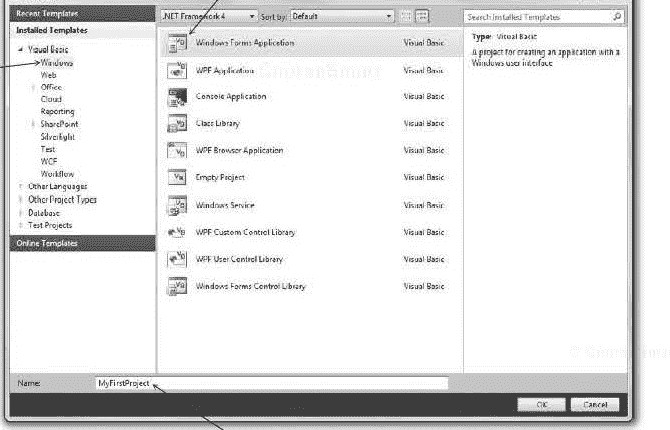 Recent Templates
.NET Framework 4 Sort by: Default Search Installed Templates
Installed Templates
Visual Basic
Windows
Web
Office
Cloud
Reporting
SharePoint
Silverlight
Test
WCF
Workflow
Other Languages
Other Project Types
Database
Test Projects
Online Templates
Windows Forms Application Visual Basic
WPF Application Visual Basic
Console Application Visual Basic
Class Library Visual Basic
WPF Browser Application Visual Basic
Empty Project Visual Basic
Windows Service Visual Basic
WPF Custom Control Library Visual Basic
WPF User Control Library Visual Basic
Windows Forms Control Library Visual Basic
Type: Visual Basic
A project for creating an application with a
Windows user interface
Name: MyFirstProject
OK Cancel